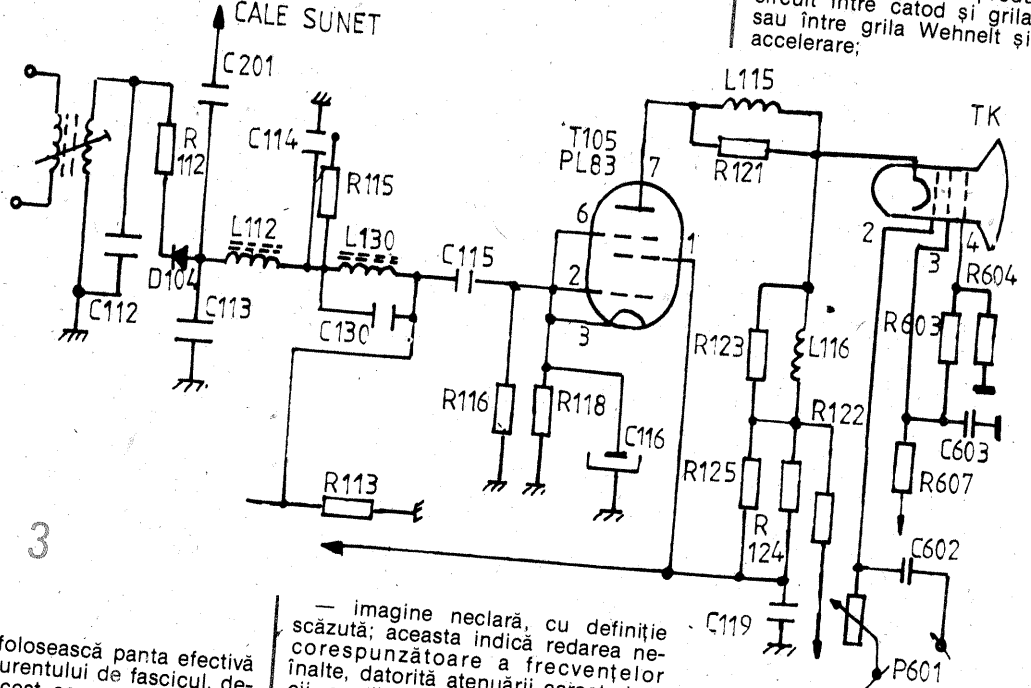 CALE SUNET
circuit între catod și grila
sau între grila Wehnelt și
accelerare;
C201
R
112
C114
R115
L112
L130
D104
C112
C113
C130
C115
R113
R116
R118
C116
T105
PL83
7
6
1
2
3
L115
R121
TK
2
3
4
R604
R603
R123
L116
R122
R125
R
124
C603
R607
C602
C119
P601
3
folosească panta efectivă
urentului de fascicul, de-
— imagine neclară, cu definiție
scăzută; aceasta indică redarea ne-
corespunzătoare a frecvențelor
înalte, datorită atenuării